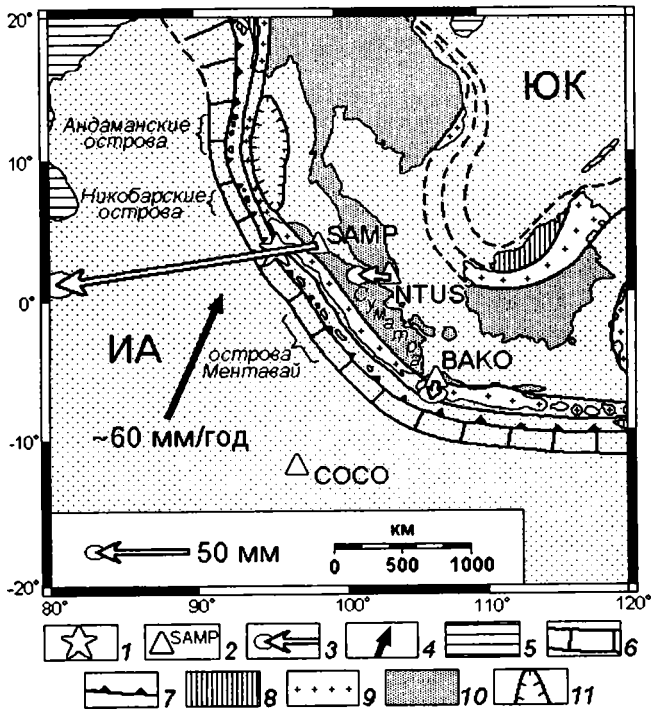 20°
ЮК
Андаманские
острова
10°
Никобарские
острова
SAMP
NTUS
0°
Суматра
ИА
острова
Ментавай
BAKO
~60 мм/год
-10°
COCO
50 мм
км
0 500 1000
-20°
80° 90° 100° 110° 120°
1 SAMP 2 3 4 5 6
7 8 9 10 11